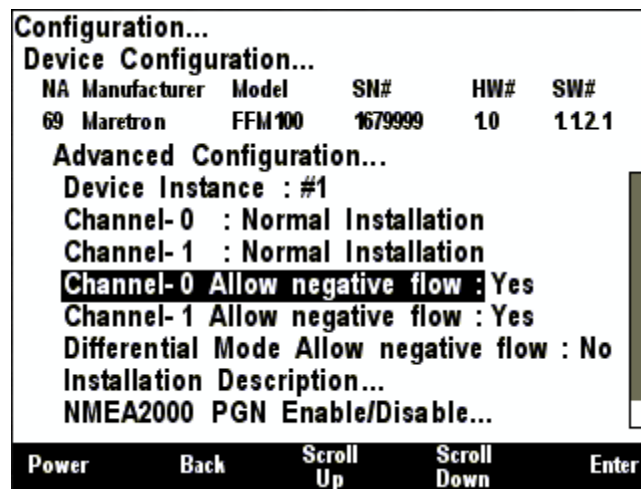 Configuration...
Device Configuration...
NA Manufacturer Model SN# HW# SW#
69 Maretron FFM100 1679999 1.0 1.1.2.1
Advanced Configuration...
Device Instance : #1
Channel-0 : Normal Installation
Channel-1 : Normal Installation
Channel-0 Allow negative flow : Yes
Channel-1 Allow negative flow : Yes
Differential Mode Allow negative flow : No
Installation Description...
NMEA2000 PGN Enable/Disable...
Power Back Scroll Up Scroll Down Enter